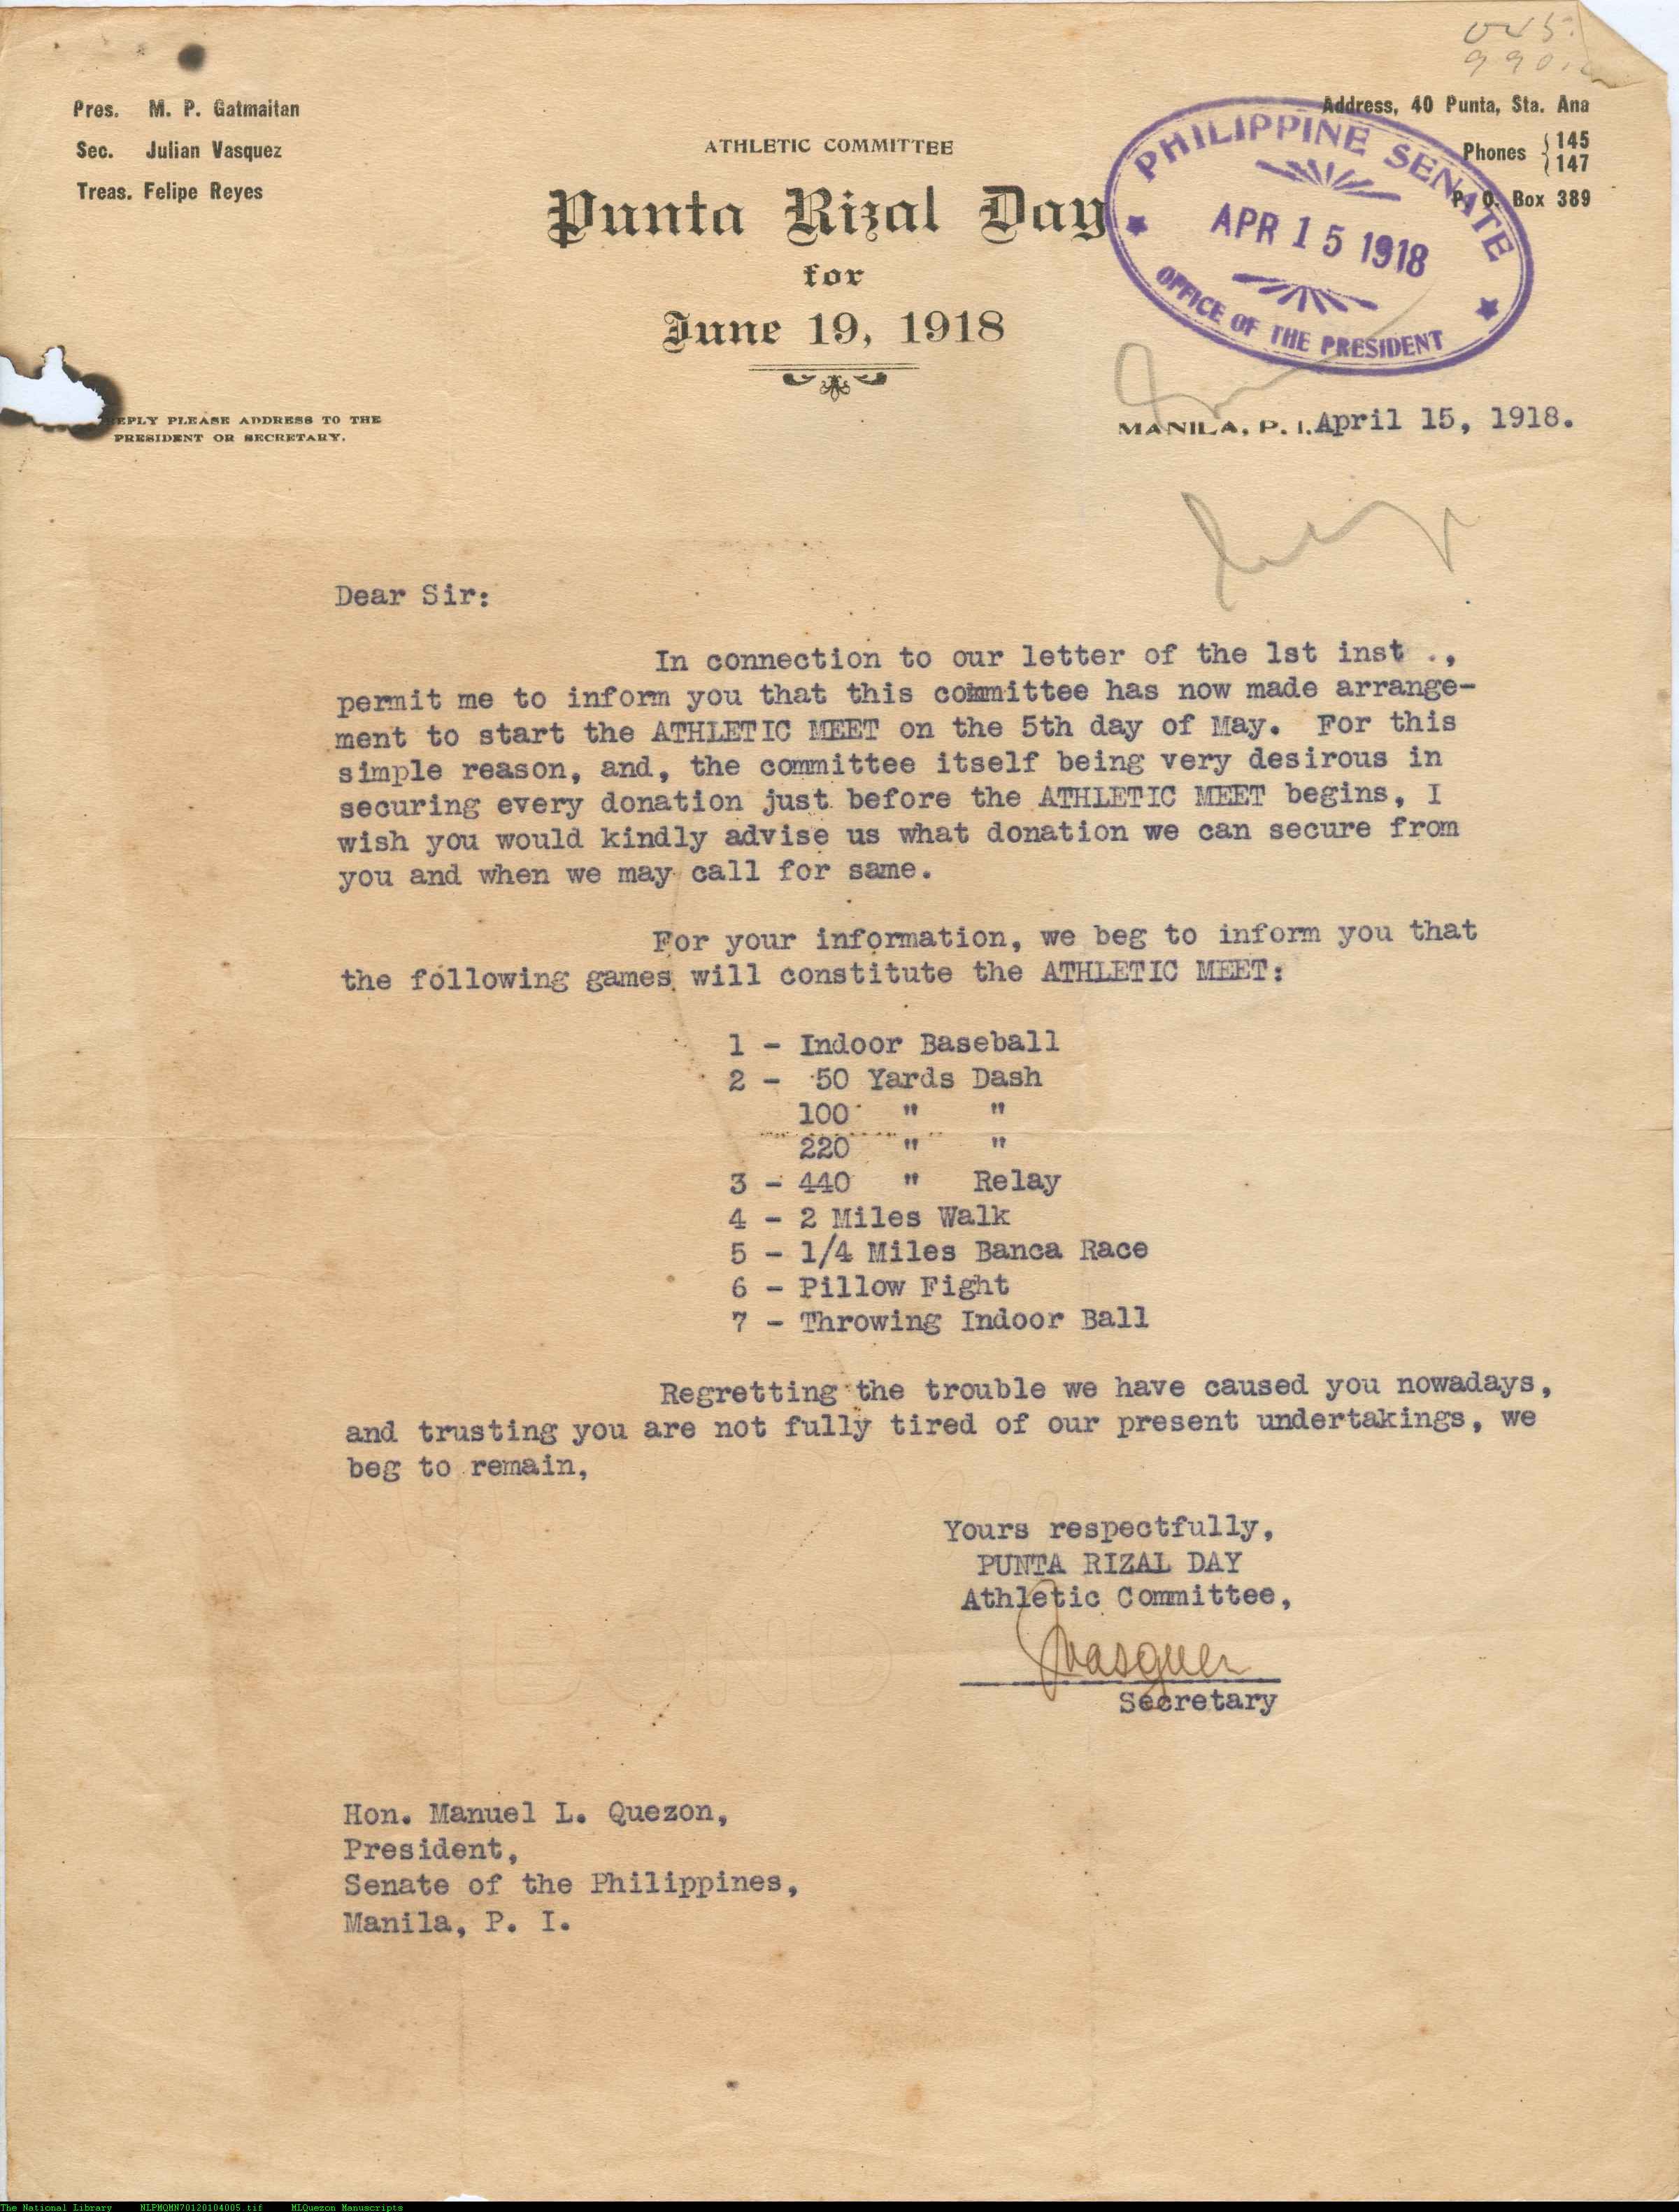 Pres. M. P. Gatmaitan
Sec. Julian Vasquez
Treas. Felipe Reyes
ATHLETIC COMMITTEE
Punta Rizal Day
for
June 19, 1918
Address, 40 Punta, Sta. Ana
Phones { 145
147
P. O. Box 389
PHILIPPINE SENATE
APR 15 1918
OFFICE OF THE PRESIDENT
PLEASE ADDRESS TO THE
PRESIDENT OR SECRETARY.
MANILA, P. I. April 15, 1918.
Dear Sir:
In connection to our letter of the 1st inst .,
permit me to inform you that this committee has now made arrange-
ment to start the ATHLETIC MEET on the 5th day of May. For this
simple reason, and, the committee itself being very desirous in
securing every donation just before the ATHLETIC MEET begins, I
wish you would kindly advise us what donation we can secure from
you and when we may call for same.
For your information, we beg to inform you that
the following games will constitute the ATHLETIC MEET:
1 - Indoor Baseball
2 - 50 Yards Dash
100 " "
220 " "
3 - 440 " Relay
4 - 2 Miles Walk
5 - 1/4 Miles Banca Race
6 - Pillow Fight
7 - Throwing Indoor Ball
Regretting the trouble we have caused you nowadays,
and trusting you are not fully tired of our present undertakings, we
beg to remain,
Yours respectfully,
PUNTA RIZAL DAY
Athletic Committee,
JVasquez
Secretary
Hon. Manuel L. Quezon,
President,
Senate of the Philippines,
Manila, P. I.
The National Library NLPMQMN70120104005.tif MLQuezon Manuscripts